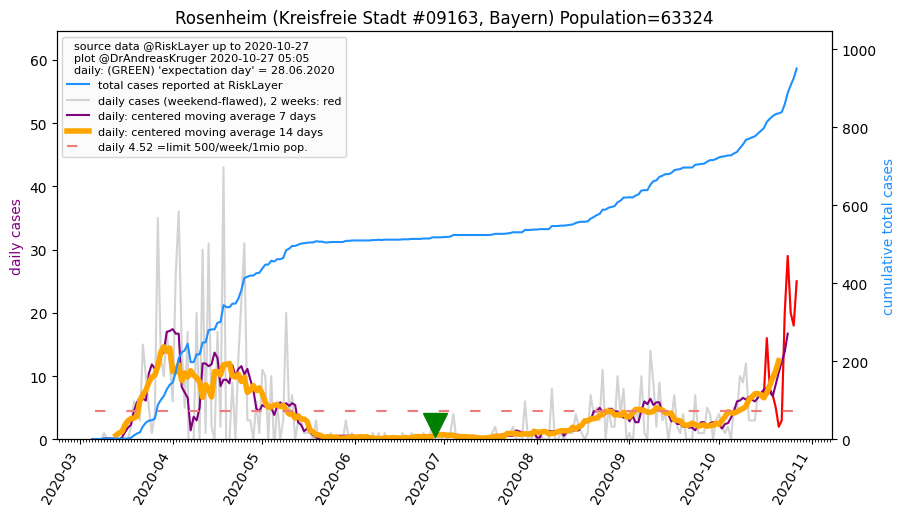 Rosenheim (Kreisfreie Stadt #09163, Bayern) Population=63324
source data @RiskLayer up to 2020-10-27
plot @DrAndreasKruger 2020-10-27 05:05
daily: (GREEN) 'expectation day' = 28.06.2020
total cases reported at RiskLayer
daily cases (weekend-flawed), 2 weeks: red
daily: centered moving average 7 days
daily: centered moving average 14 days
daily 4.52 =limit 500/week/1mio pop.
daily cases
60
50
40
30
20
10
0
1000
800
600
400
200
0
cumulative total cases
2020-03
2020-04
2020-05
2020-06
2020-07
2020-08
2020-09
2020-10
2020-11